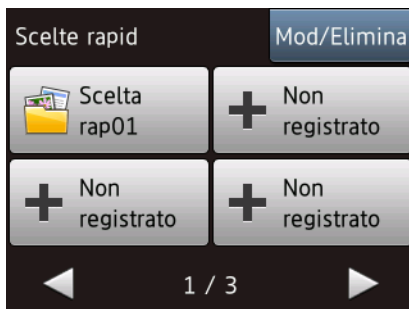 Scelte rapid
Mod/Elimina
Scelta
rap01
Non
registrato
Non
registrato
Non
registrato
1 / 3